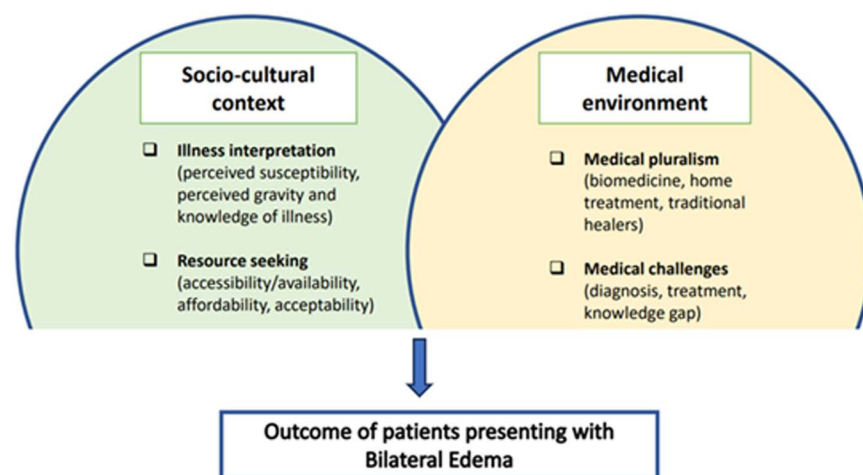 Socio-cultural
context
❑ Illness interpretation
(perceived susceptibility,
perceived gravity and
knowledge of illness)
❑ Resource seeking
(accessibility/availability,
affordability, acceptability)
Medical
environment
❑ Medical pluralism
(biomedicine, home
treatment, traditional
healers)
❑ Medical challenges
(diagnosis, treatment,
knowledge gap)
Outcome of patients presenting with
Bilateral Edema